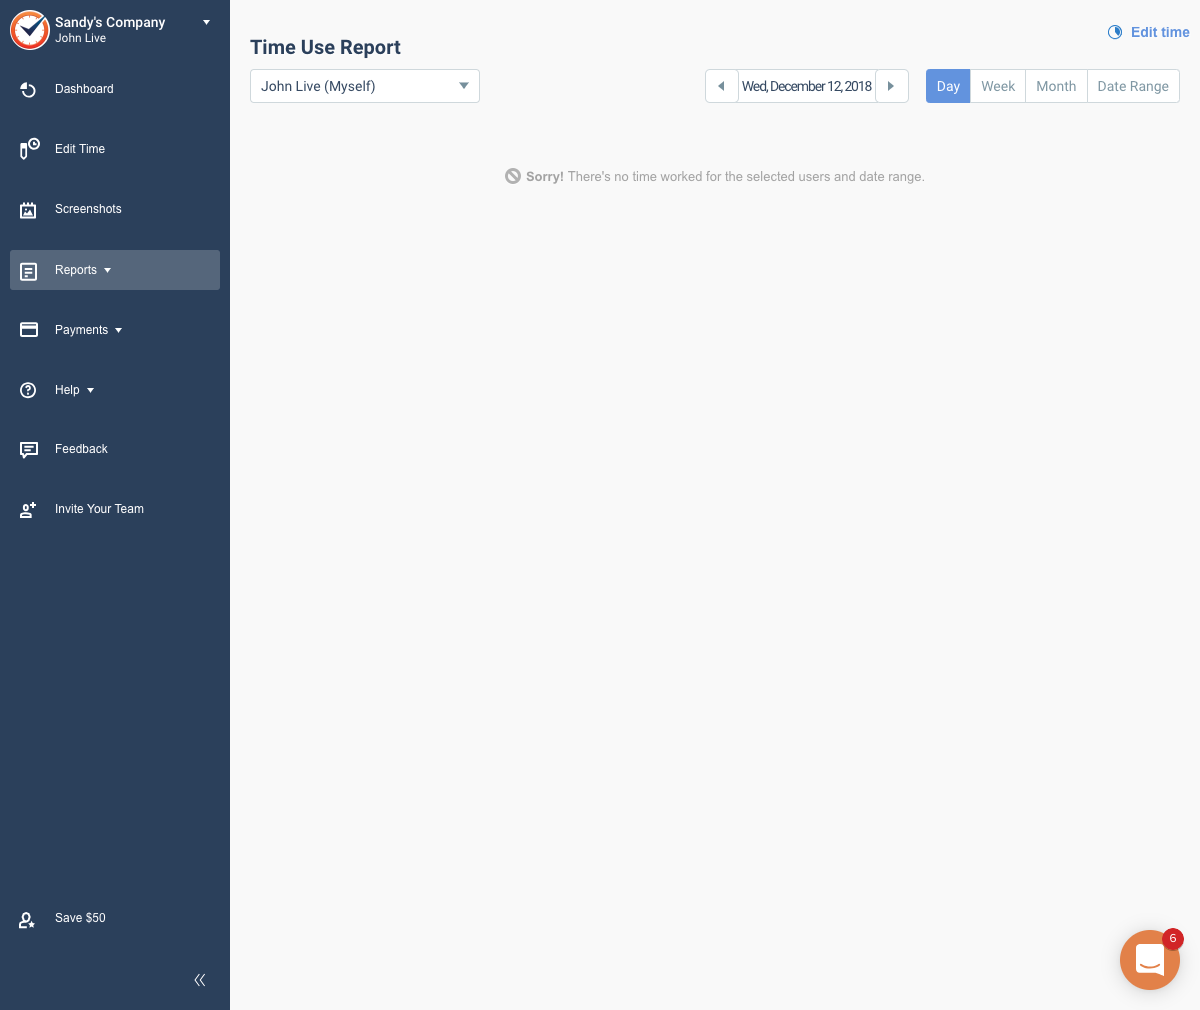 Sandy's Company
John Live
Dashboard
Edit Time
Screenshots
Reports
Payments
Help
Feedback
Invite Your Team
Save $50
Edit time
Time Use Report
John Live (Myself)
Wed, December 12, 2018
Day Week Month Date Range
Sorry! There's no time worked for the selected users and date range.
6